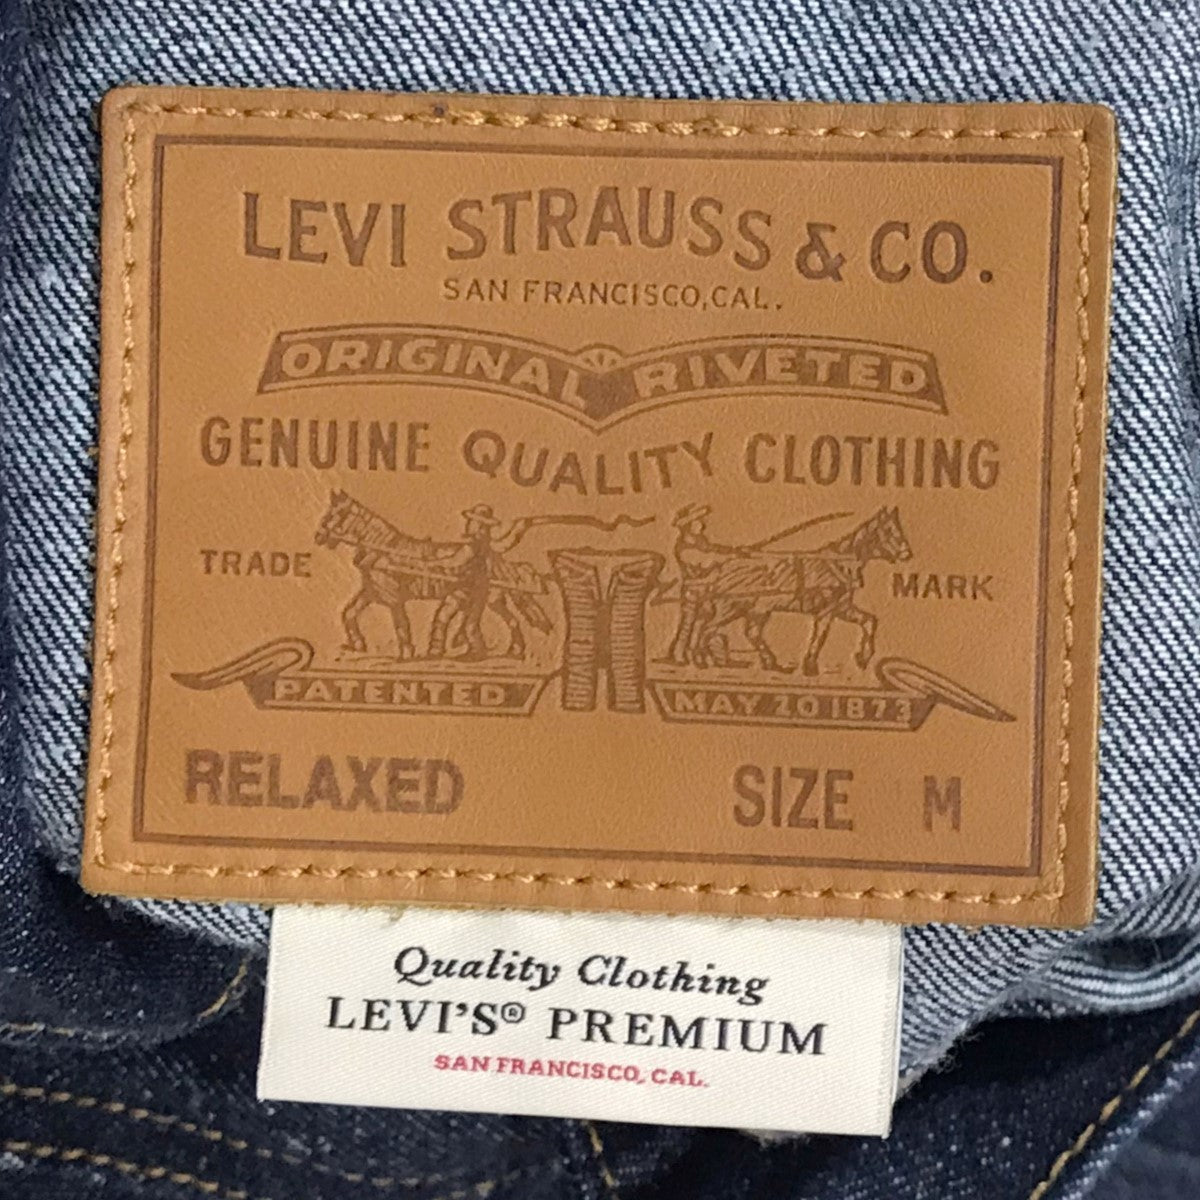 LEVI STRAUSS & CO.
SAN FRANCISCO, CAL.
ORIGINAL RIVETED
GENUINE QUALITY CLOTHING
TRADE MARK
PATENTED MAY 20 1873
RELAXED SIZE M
Quality Clothing
LEVI'S® PREMIUM
SAN FRANCISCO, CAL.